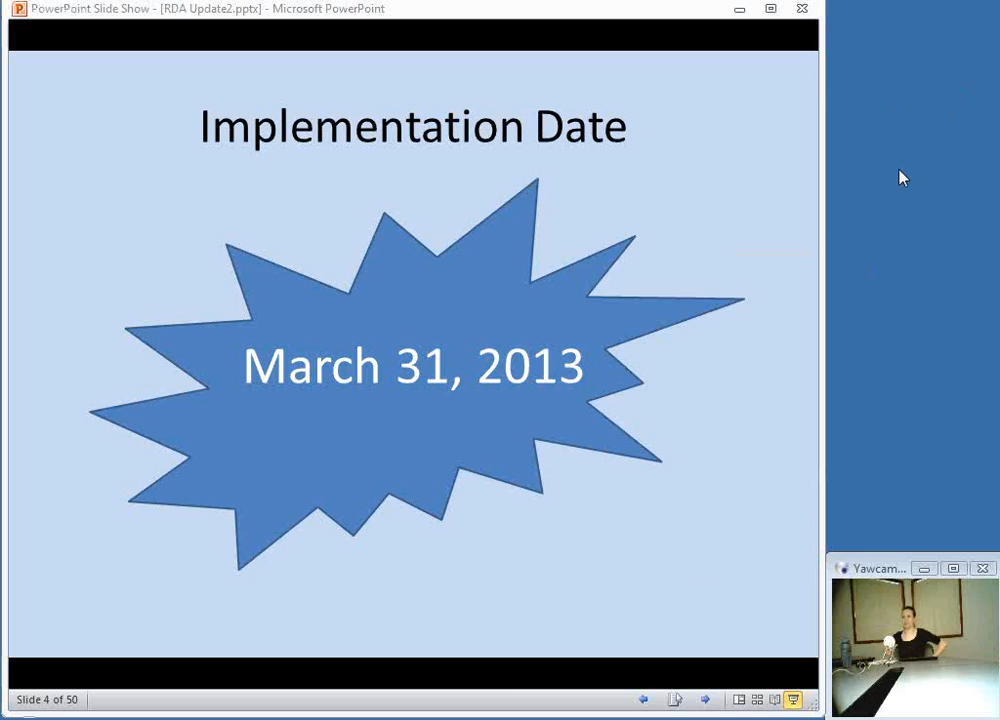 PowerPoint Slide Show - [RDA Update2.pptx] - Microsoft PowerPoint
Implementation Date
March 31, 2013
Yawcam...
Slide 4 of 50